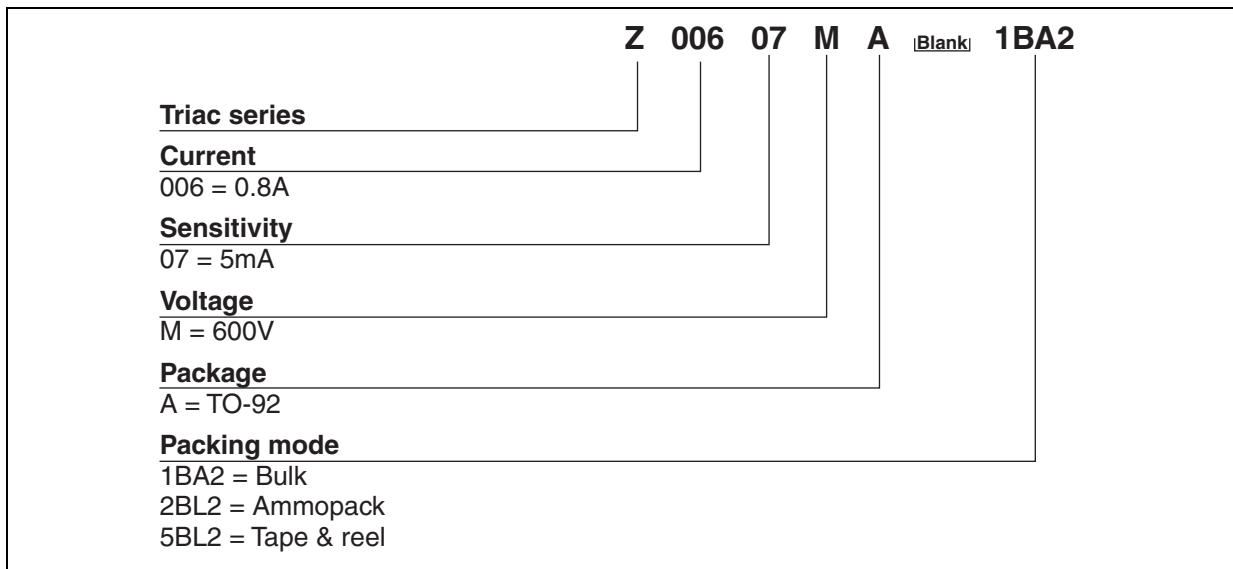 Z 006 07 M A Blank 1BA2
Triac series
Current
006 = 0.8A
Sensitivity
07 = 5mA
Voltage
M = 600V
Package
A = TO-92
Packing mode
1BA2 = Bulk
2BL2 = Ammopack
5BL2 = Tape & reel